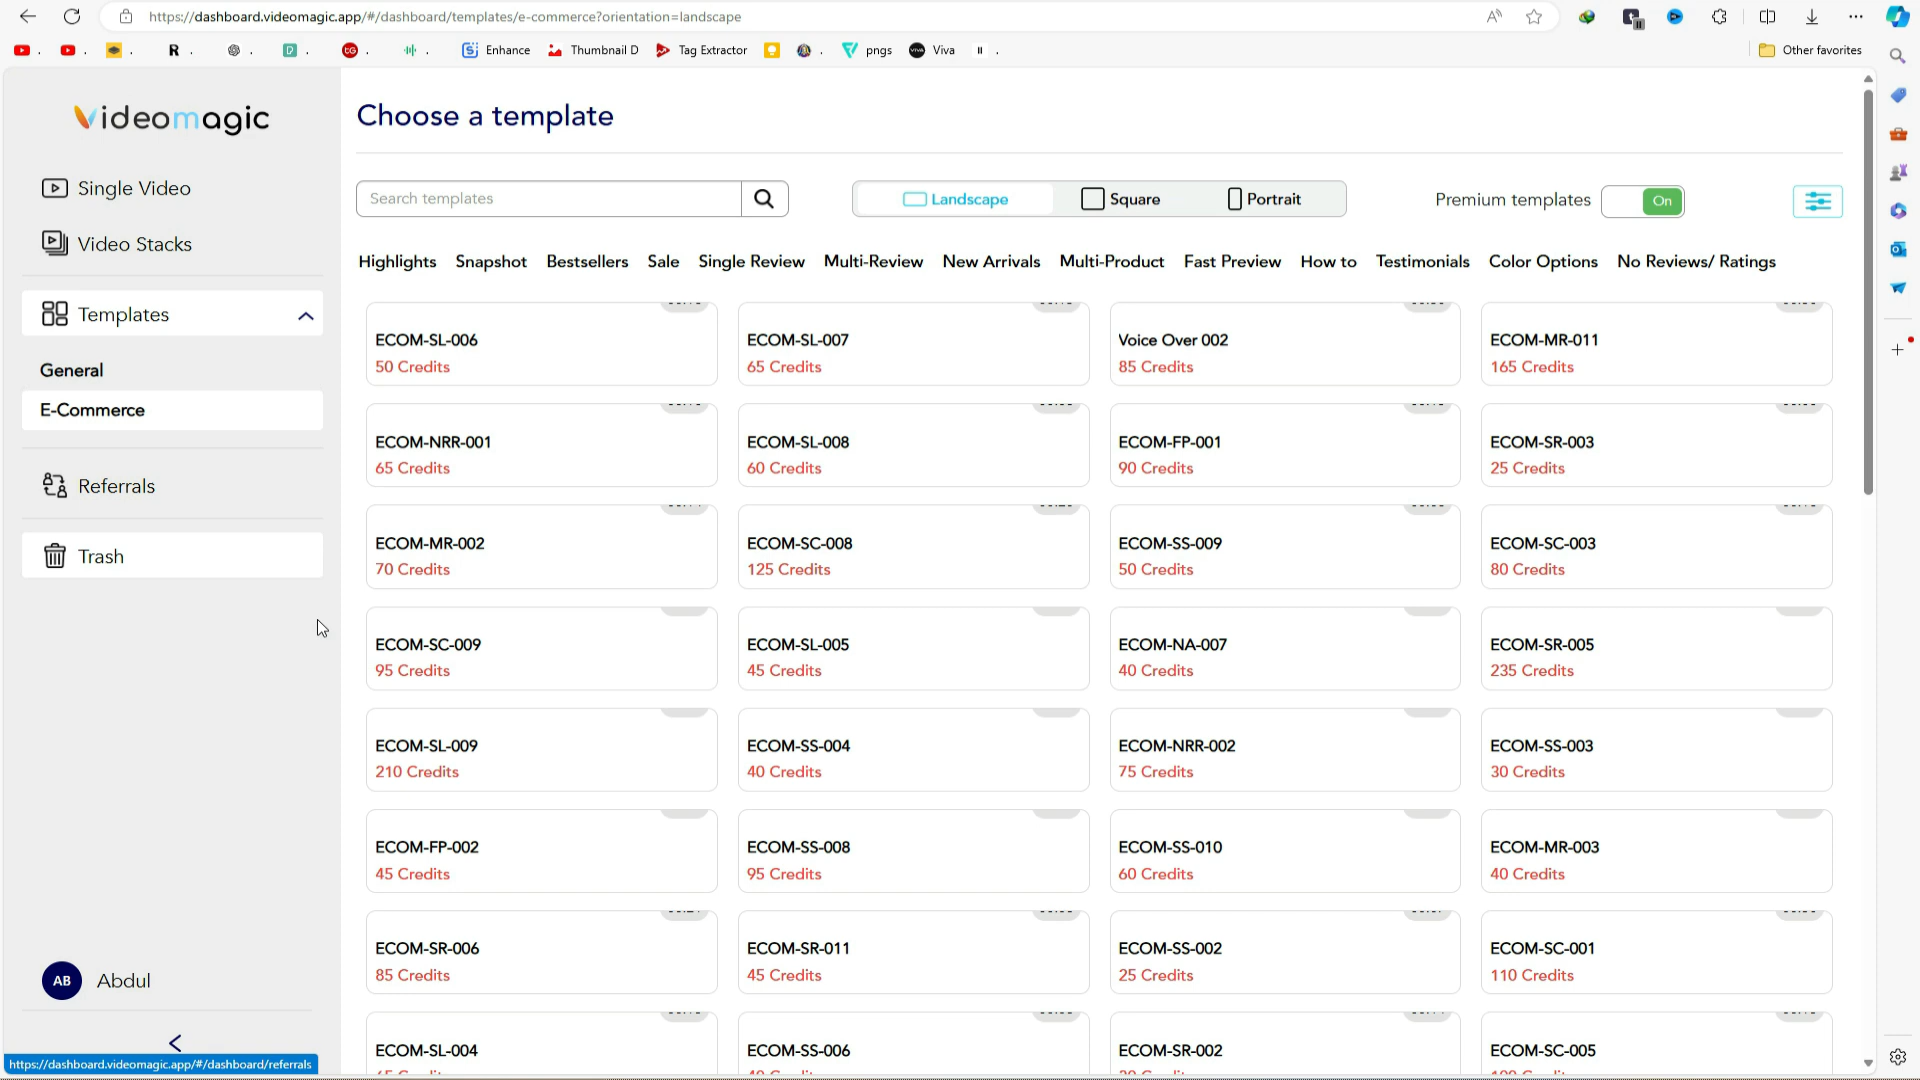 https://dashboard.videomagic.app/#/dashboard/templates/e-commerce?orientation=landscape
Enhance
Thumbnail D
Tag Extractor
pngs
Viva
Other favorites
Videomagic
Single Video
Video Stacks
Templates
General
E-Commerce
Referrals
Trash
AB Abdul
https://dashboard.videomagic.app/#/dashboard/referrals
Choose a template
Search templates
Landscape
Square
Portrait
Premium templates On
Highlights Snapshot Bestsellers Sale Single Review Multi-Review New Arrivals Multi-Product Fast Preview How to Testimonials Color Options No Reviews/ Ratings
ECOM-SL-006
50 Credits
ECOM-SL-007
65 Credits
Voice Over 002
85 Credits
ECOM-MR-011
165 Credits
ECOM-NRR-001
65 Credits
ECOM-SL-008
60 Credits
ECOM-FP-001
90 Credits
ECOM-SR-003
25 Credits
ECOM-MR-002
70 Credits
ECOM-SC-008
125 Credits
ECOM-SS-009
50 Credits
ECOM-SC-003
80 Credits
ECOM-SC-009
95 Credits
ECOM-SL-005
45 Credits
ECOM-NA-007
40 Credits
ECOM-SR-005
235 Credits
ECOM-SL-009
210 Credits
ECOM-SS-004
40 Credits
ECOM-NRR-002
75 Credits
ECOM-SS-003
30 Credits
ECOM-FP-002
45 Credits
ECOM-SS-008
95 Credits
ECOM-SS-010
60 Credits
ECOM-MR-003
40 Credits
ECOM-SR-006
85 Credits
ECOM-SR-011
45 Credits
ECOM-SS-002
25 Credits
ECOM-SC-001
110 Credits
ECOM-SL-004
ECOM-SS-006
ECOM-SR-002
ECOM-SC-005